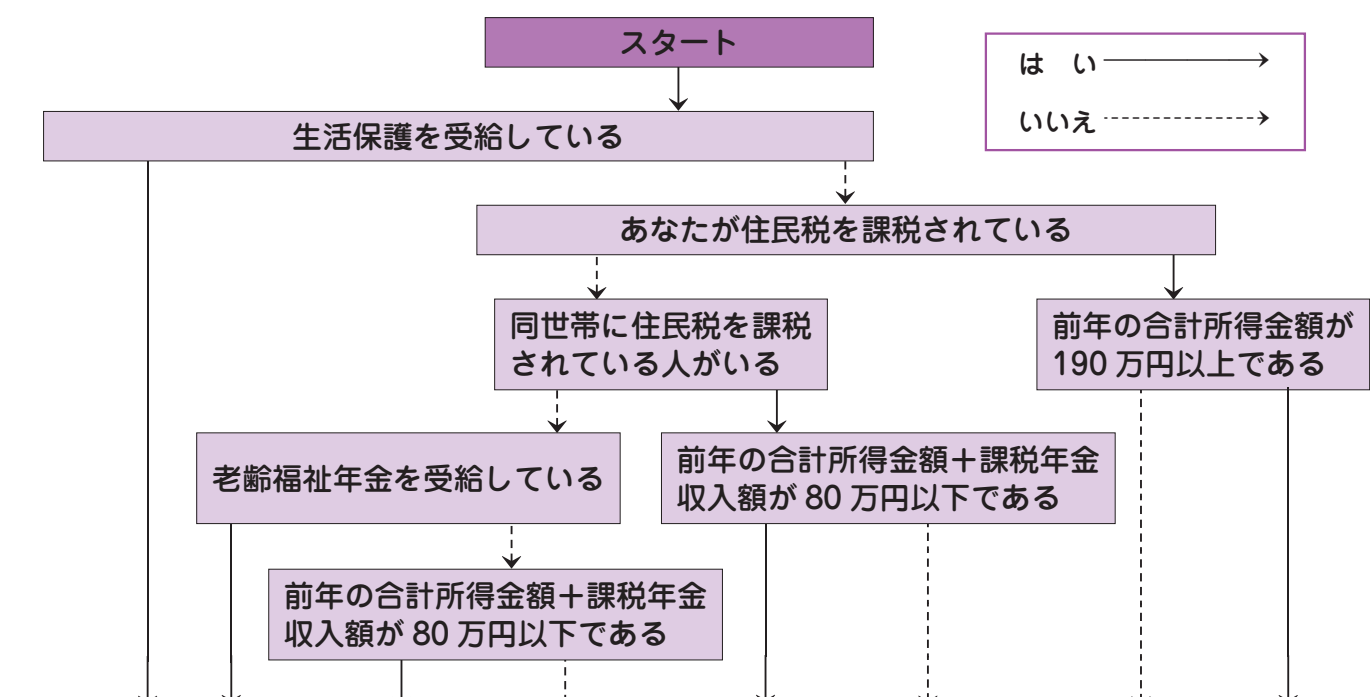 スタート
は い
いいえ
生活保護を受給している
あなたが住民税を課税されている
同世帯に住民税を課税
されている人がいる
前年の合計所得金額が
190 万円以上である
老齢福祉年金を受給している
前年の合計所得金額＋課税年金
収入額が 80 万円以下である
前年の合計所得金額＋課税年金
収入額が 80 万円以下である